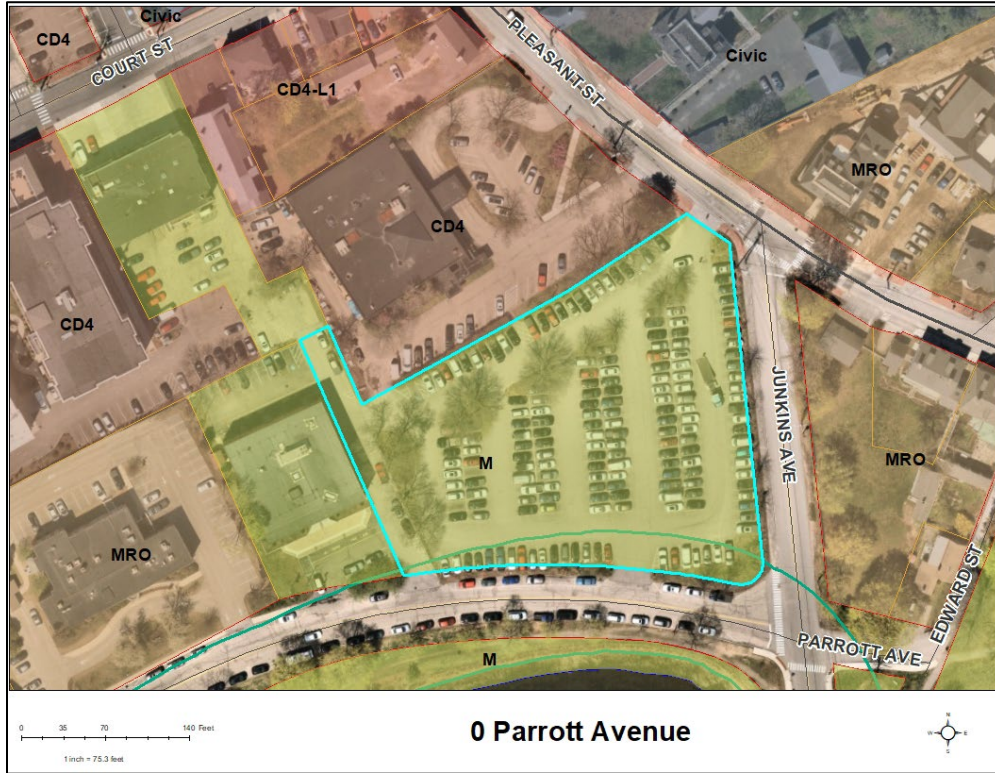 CD4
Civic
COURT ST
CD4-L1
PLEASANT ST
Civic
MRO
CD4
CD4
JUNKINS AVE
M
MRO
MRO
EDWARD ST
PARROTT AVE
M
0 35 70 140 Feet
1 inch = 75.3 feet
0 Parrott Avenue
N
W E
S